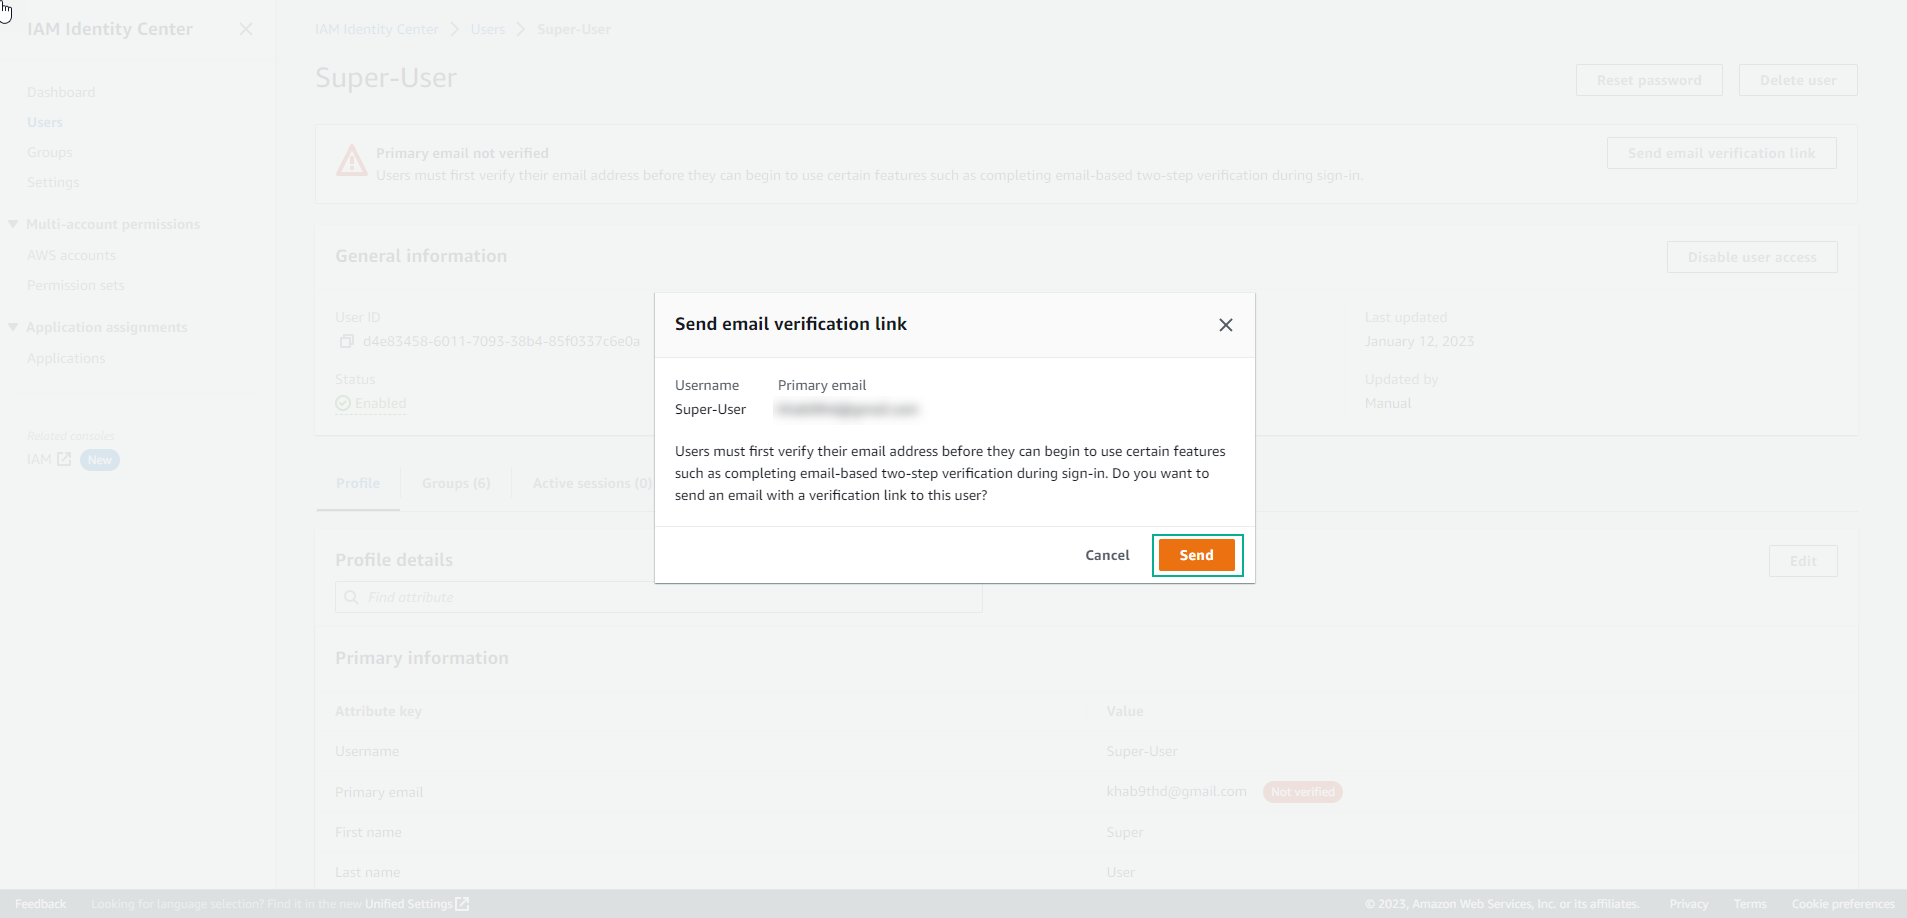 IAM Identity Center
Dashboard
Users
Groups
Settings
Multi-account permissions
AWS accounts
Permission sets
Application assignments
Applications
Related consoles
IAM New
IAM Identity Center Users Super-User
Super-User
Reset password Delete user
Primary email not verified
Users must first verify their email address before they can begin to use certain features such as completing email-based two-step verification during sign-in.
Send email verification link
General information
Disable user access
User ID
d4e83458-6011-7093-38b4-85f0337c6e0a
Status
Enabled
Last updated
January 12, 2023
Updated by
Manual
Send email verification link
Username Primary email
Super-User
Users must first verify their email address before they can begin to use certain features
such as completing email-based two-step verification during sign-in. Do you want to
send an email with a verification link to this user?
Cancel Send
Profile Groups (6) Active sessions (0)
Profile details
Edit
Find attribute
Primary information
Attribute key Value
Username Super-User
Primary email khab9thd@gmail.com Not verified
First name Super
Last name User
Feedback Looking for language selection? Find it in the new Unified Settings © 2023, Amazon Web Services, Inc. or its affiliates. Privacy Terms Cookie preferences